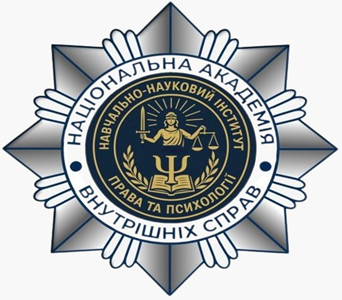 НАЦІОНАЛЬНА АКАДЕМІЯ
ВНУТРІШНІХ СПРАВ
НАВЧАЛЬНО-НАУКОВИЙ ІНСТИТУТ
ПРАВА ТА ПСИХОЛОГІЇ
Ψ